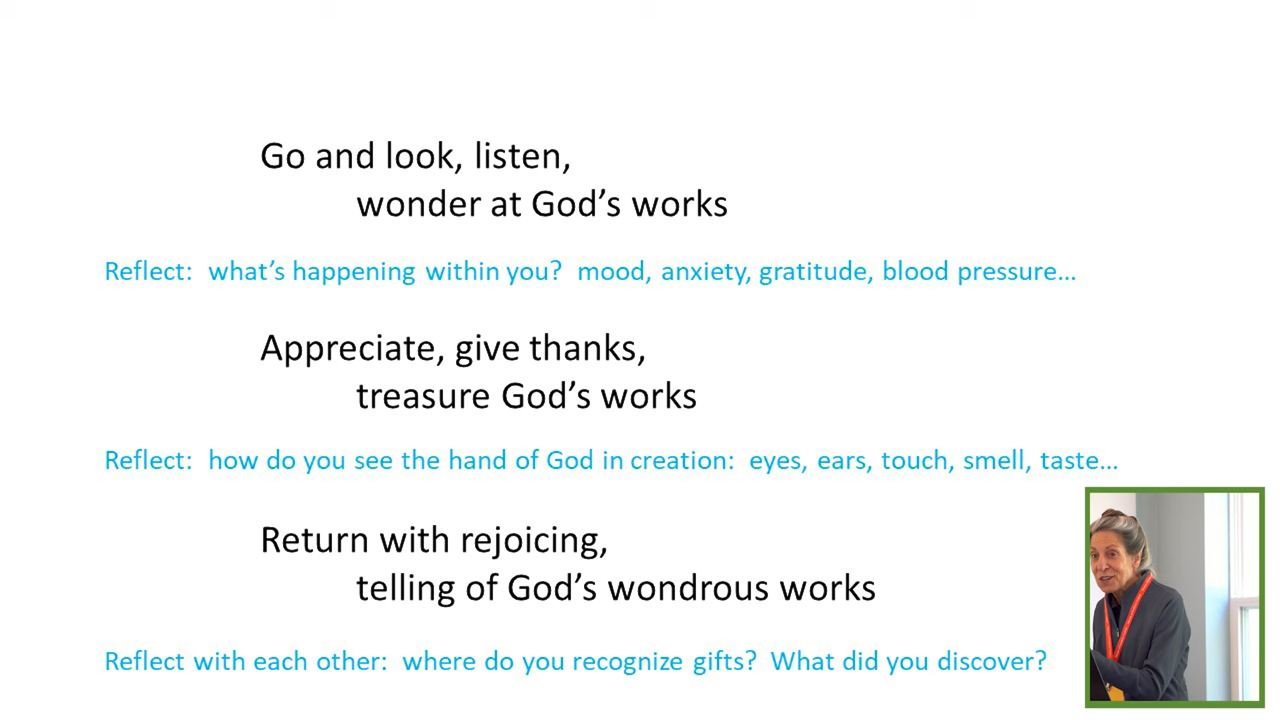 Go and look, listen,
wonder at God’s works
Reflect:  what’s happening within you?  mood, anxiety, gratitude, blood pressure…
Appreciate, give thanks,
treasure God’s works
Reflect:  how do you see the hand of God in creation:  eyes, ears, touch, smell, taste…
Return with rejoicing,
telling of God’s wondrous works
Reflect with each other:  where do you recognize gifts?  What did you discover?